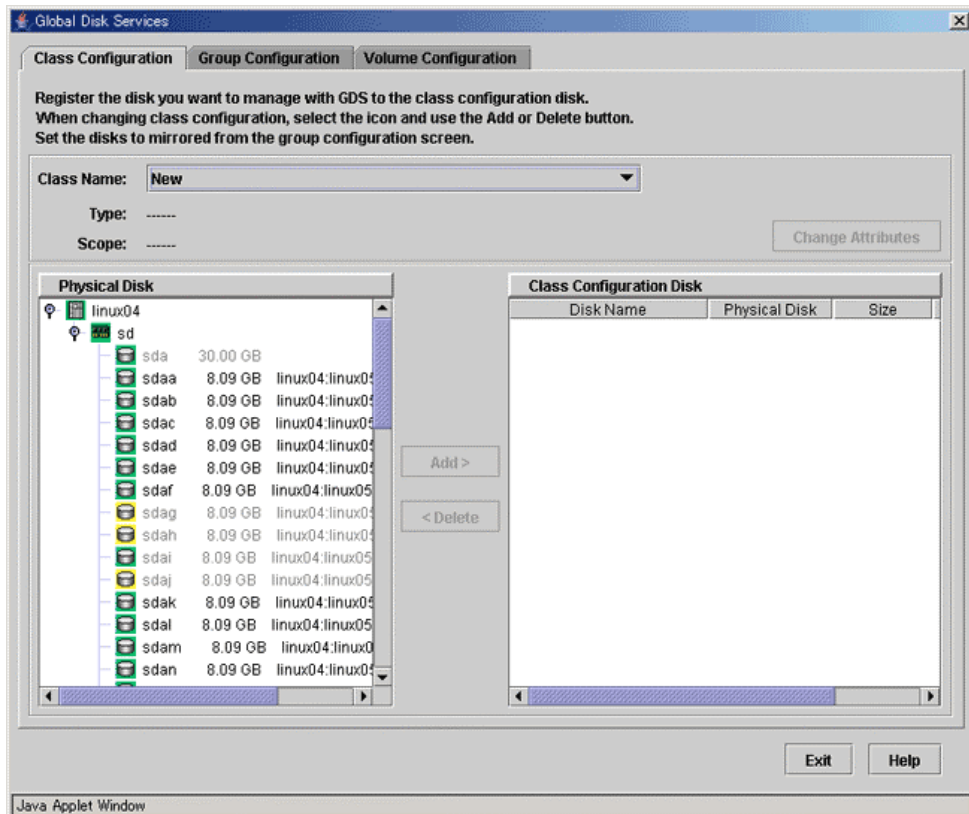 Global Disk Services
Class Configuration Group Configuration Volume Configuration
Register the disk you want to manage with GDS to the class configuration disk.
When changing class configuration, select the icon and use the Add or Delete button.
Set the disks to mirrored from the group configuration screen.
Class Name: New
Type: ------
Scope: ------
Change Attributes
Physical Disk
linux04
sd
sda 30.00 GB
sdaa 8.09 GB linux04:linux05
sdab 8.09 GB linux04:linux05
sdac 8.09 GB linux04:linux05
sdad 8.09 GB linux04:linux05
sdae 8.09 GB linux04:linux05
sdaf 8.09 GB linux04:linux05
sdag 8.09 GB linux04:linux05
sdah 8.09 GB linux04:linux05
sdai 8.09 GB linux04:linux05
sdaj 8.09 GB linux04:linux05
sdak 8.09 GB linux04:linux05
sdal 8.09 GB linux04:linux05
sdam 8.09 GB linux04:linux0
sdan 8.09 GB linux04:linux05
Add >
< Delete
Class Configuration Disk
Disk Name Physical Disk Size
Exit Help
Java Applet Window